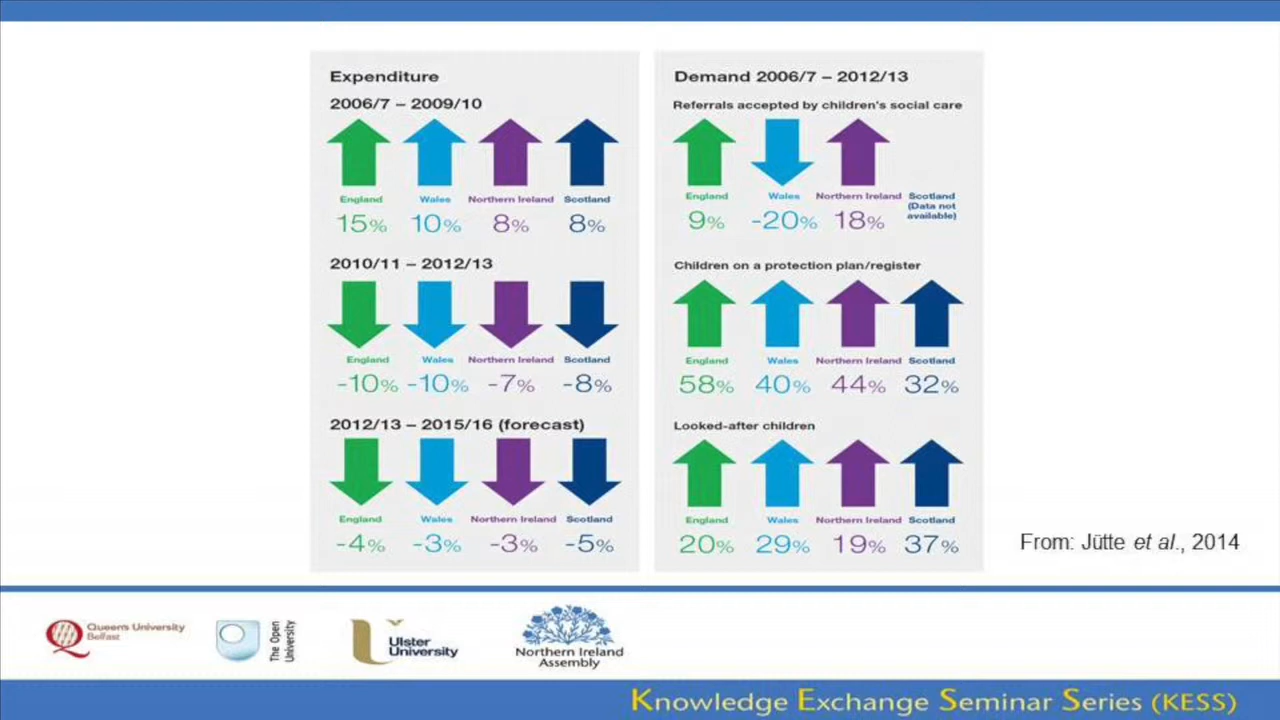 Expenditure
2006/7 – 2009/10
England Wales Northern Ireland Scotland
15% 10% 8% 8%
2010/11 – 2012/13
England Wales Northern Ireland Scotland
-10% -10% -7% -8%
2012/13 – 2015/16 (forecast)
England Wales Northern Ireland Scotland
-4% -3% -3% -5%
Demand 2006/7 – 2012/13
Referrals accepted by children's social care
England Wales Northern Ireland Scotland
(Data not
available)
9% -20% 18%
Children on a protection plan/register
England Wales Northern Ireland Scotland
58% 40% 44% 32%
Looked-after children
England Wales Northern Ireland Scotland
20% 29% 19% 37%
From: Jütte et al., 2014
Queen's University
Belfast
The Open
University
Ulster
University
Northern Ireland
Assembly
Knowledge Exchange Seminar Series (KESS)